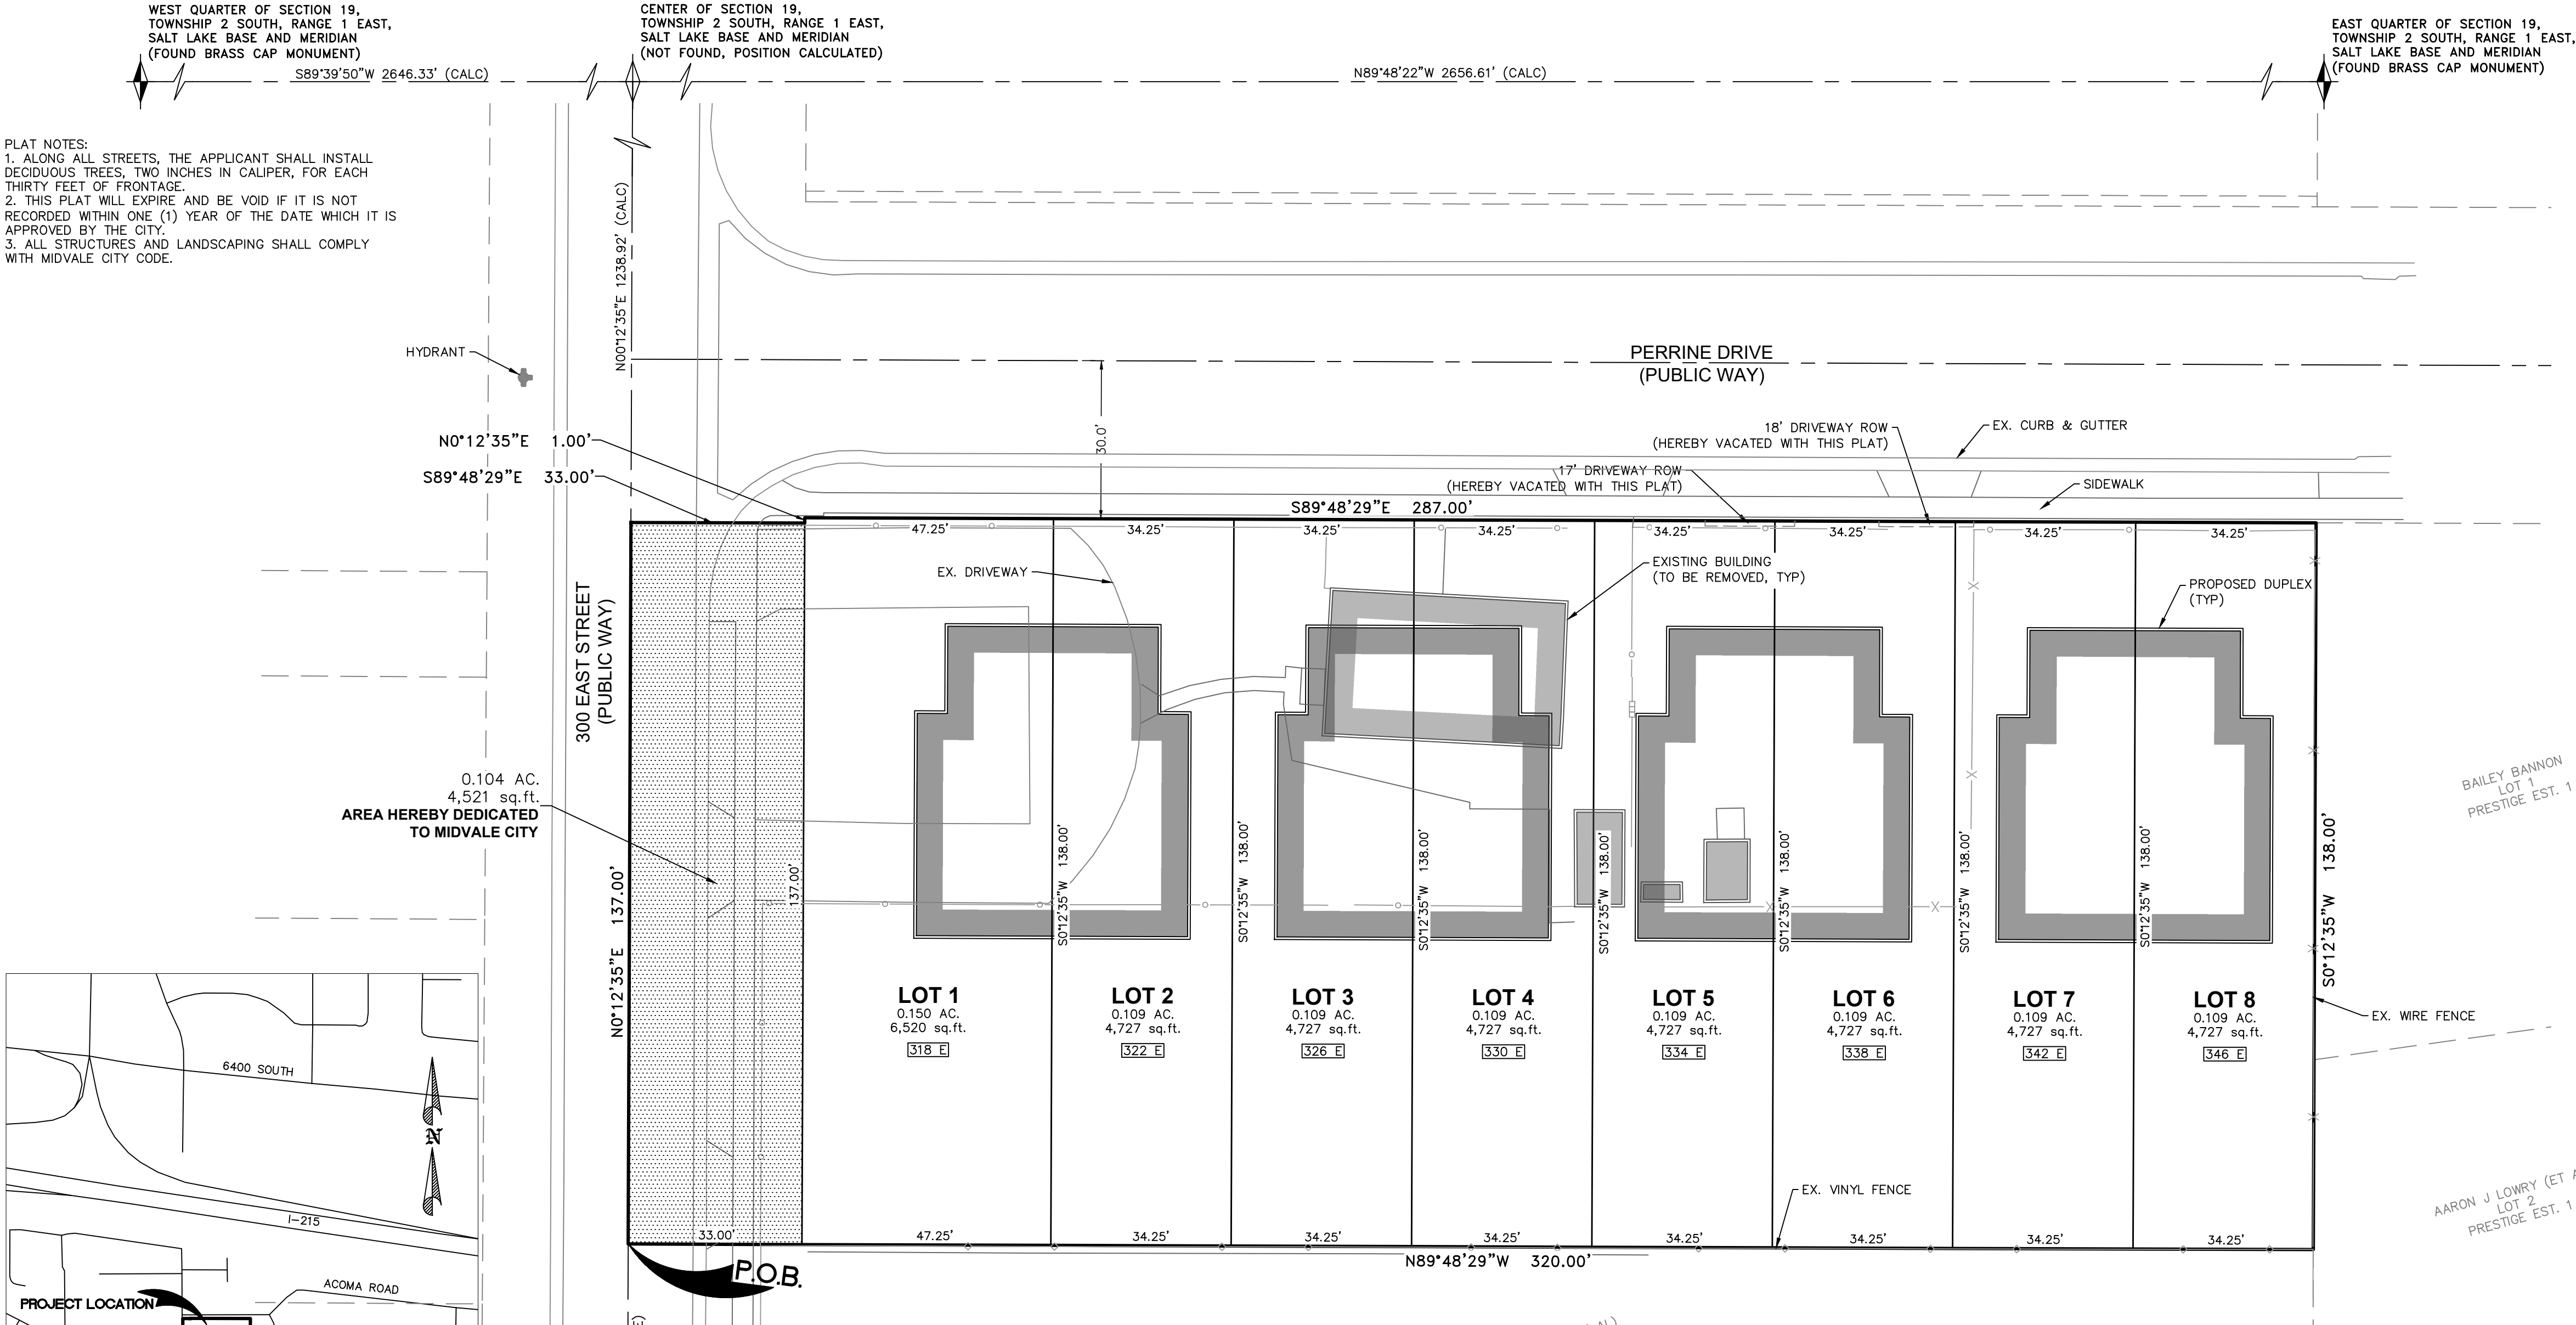 WEST QUARTER OF SECTION 19,
TOWNSHIP 2 SOUTH, RANGE 1 EAST,
SALT LAKE BASE AND MERIDIAN
(FOUND BRASS CAP MONUMENT)
CENTER OF SECTION 19,
TOWNSHIP 2 SOUTH, RANGE 1 EAST,
SALT LAKE BASE AND MERIDIAN
(NOT FOUND, POSITION CALCULATED)
EAST QUARTER OF SECTION 19,
TOWNSHIP 2 SOUTH, RANGE 1 EAST,
SALT LAKE BASE AND MERIDIAN
(FOUND BRASS CAP MONUMENT)
S89°39'50"W 2646.33' (CALC)
N89°48'22"W 2656.61' (CALC)
PLAT NOTES:
1. ALONG ALL STREETS, THE APPLICANT SHALL INSTALL
DECIDUOUS TREES, TWO INCHES IN CALIPER, FOR EACH
THIRTY FEET OF FRONTAGE.
2. THIS PLAT WILL EXPIRE AND BE VOID IF IT IS NOT
RECORDED WITHIN ONE (1) YEAR OF THE DATE WHICH IT IS
APPROVED BY THE CITY.
3. ALL STRUCTURES AND LANDSCAPING SHALL COMPLY
WITH MIDVALE CITY CODE.
N00°12'35"E 1238.92' (CALC)
HYDRANT
PERRINE DRIVE
(PUBLIC WAY)
30.0'
N0°12'35"E 1.00'
S89°48'29"E 33.00'
18' DRIVEWAY ROW
(HEREBY VACATED WITH THIS PLAT)
EX. CURB & GUTTER
17' DRIVEWAY ROW
(HEREBY VACATED WITH THIS PLAT)
SIDEWALK
S89°48'29"E 287.00'
47.25'
34.25'
34.25'
34.25'
34.25'
34.25'
34.25'
34.25'
EX. DRIVEWAY
EXISTING BUILDING
(TO BE REMOVED, TYP)
PROPOSED DUPLEX
(TYP)
300 EAST STREET
(PUBLIC WAY)
0.104 AC.
4,521 sq.ft.
AREA HEREBY DEDICATED
TO MIDVALE CITY
N0°12'35"E 137.00'
137.00'
S0°12'35"W 138.00'
S0°12'35"W 138.00'
S0°12'35"W 138.00'
S0°12'35"W 138.00'
S0°12'35"W 138.00'
S0°12'35"W 138.00'
S0°12'35"W 138.00'
S0°12'35"W 138.00'
BAILEY BANNON
LOT 1
PRESTIGE EST. 1
LOT 1
0.150 AC.
6,520 sq.ft.
318 E
LOT 2
0.109 AC.
4,727 sq.ft.
322 E
LOT 3
0.109 AC.
4,727 sq.ft.
326 E
LOT 4
0.109 AC.
4,727 sq.ft.
330 E
LOT 5
0.109 AC.
4,727 sq.ft.
334 E
LOT 6
0.109 AC.
4,727 sq.ft.
338 E
LOT 7
0.109 AC.
4,727 sq.ft.
342 E
LOT 8
0.109 AC.
4,727 sq.ft.
346 E
EX. WIRE FENCE
EX. VINYL FENCE
AARON J LOWRY (ET A
LOT 2
PRESTIGE EST. 1
33.00'
47.25'
34.25'
34.25'
34.25'
34.25'
34.25'
34.25'
34.25'
N89°48'29"W 320.00'
P.O.B.
6400 SOUTH
N
I-215
ACOMA ROAD
PROJECT LOCATION